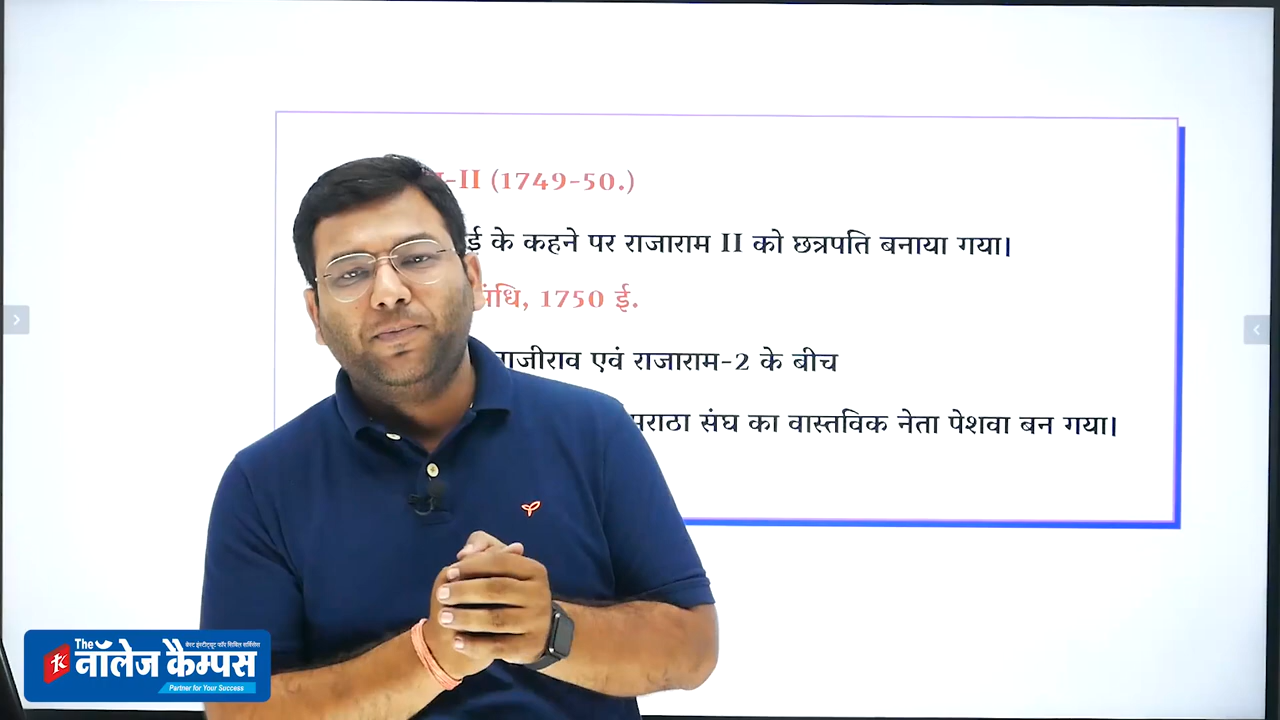 -II (1749-50.)
के कहने पर राजाराम II को छत्रपति बनाया गया।
संधि, 1750 ई.
बाजीराव एवं राजाराम-2 के बीच
मराठा संघ का वास्तविक नेता पेशवा बन गया।
The नॉलेज कैम्पस
बेस्ट इंस्टीट्यूट फॉर सिविल सर्विसेस
Partner for Your Success